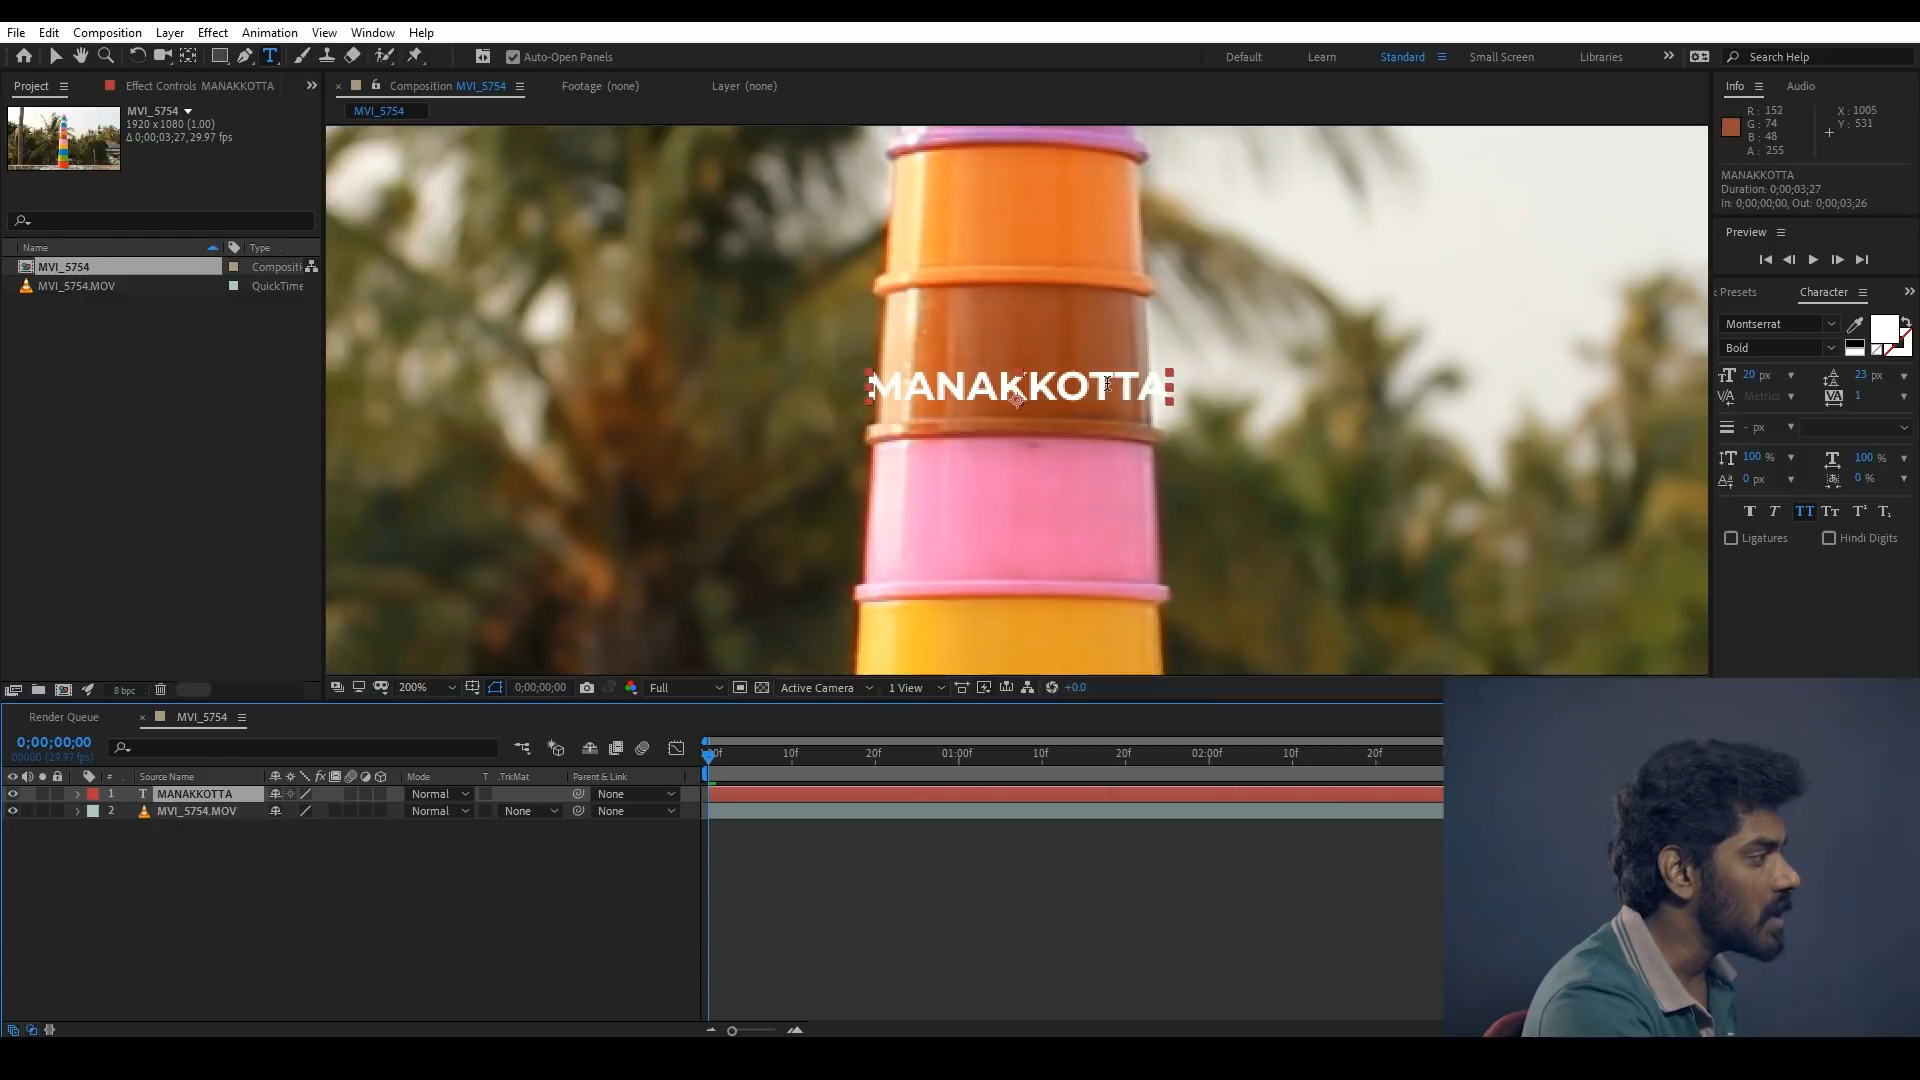 File Edit Composition Layer Effect Animation View Window Help
Auto-Open Panels Default Learn Standard Small Screen Libraries Search Help
Project Effect Controls MANAKKOTTA
MVI_5754
1920 x 1080 (1.00)
Δ 0;00;03;27, 29.97 fps
Name Type
MVI_5754 Compositi
MVI_5754.MOV QuickTime
8 bpc
Composition MVI_5754 Footage (none) Layer (none)
MVI_5754
MANAKKOTTA
200% 0;00;00;00 Full Active Camera 1 View +0.0
Info Audio
R : 152 X : 1005
G : 74 Y : 531
B : 48
A : 255
MANAKKOTTA
Duration: 0;00;03;27
In: 0;00;00;00, Out: 0;00;03;26
Preview
Presets Character
Montserrat
Bold
20 px 23 px
Metrics 1
- px
100 % 100 %
0 px 0 %
Ligatures Hindi Digits
Render Queue MVI_5754
0;00;00;00
00000 (29.97 fps)
10f 20f 01:00f 10f 20f 02:00f 10f 20f
# Source Name Mode T .TrkMat Parent & Link
1 T MANAKKOTTA Normal None
2 MVI_5754.MOV Normal None None